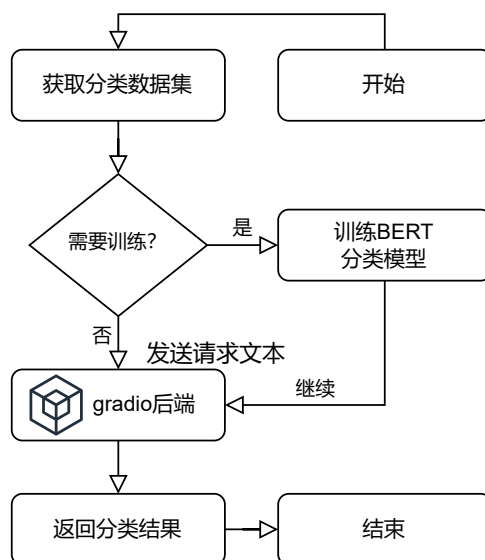 获取分类数据集
开始
需要训练?
是
训练BERT
分类模型
否
发送请求文本
gradio后端
继续
返回分类结果
结束